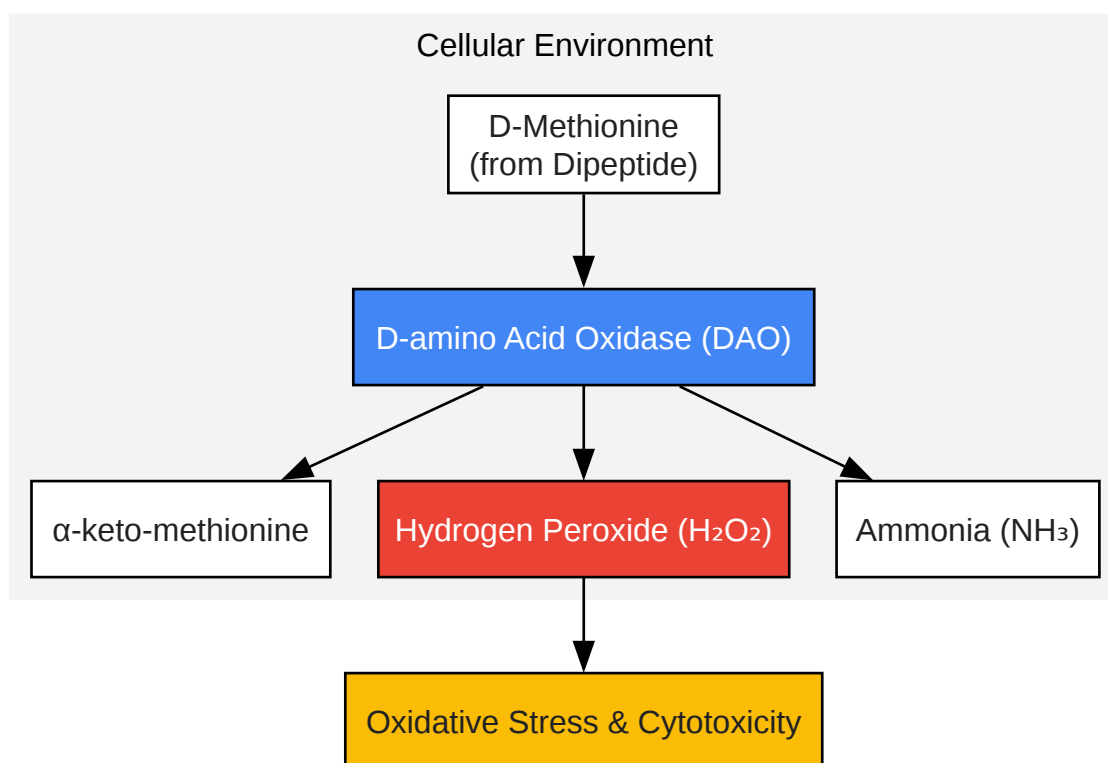 Cellular Environment
D-Methionine
(from Dipeptide)
D-amino Acid Oxidase (DAO)
α-keto-methionine
Hydrogen Peroxide (H₂O₂)
Ammonia (NH₃)
Oxidative Stress & Cytotoxicity